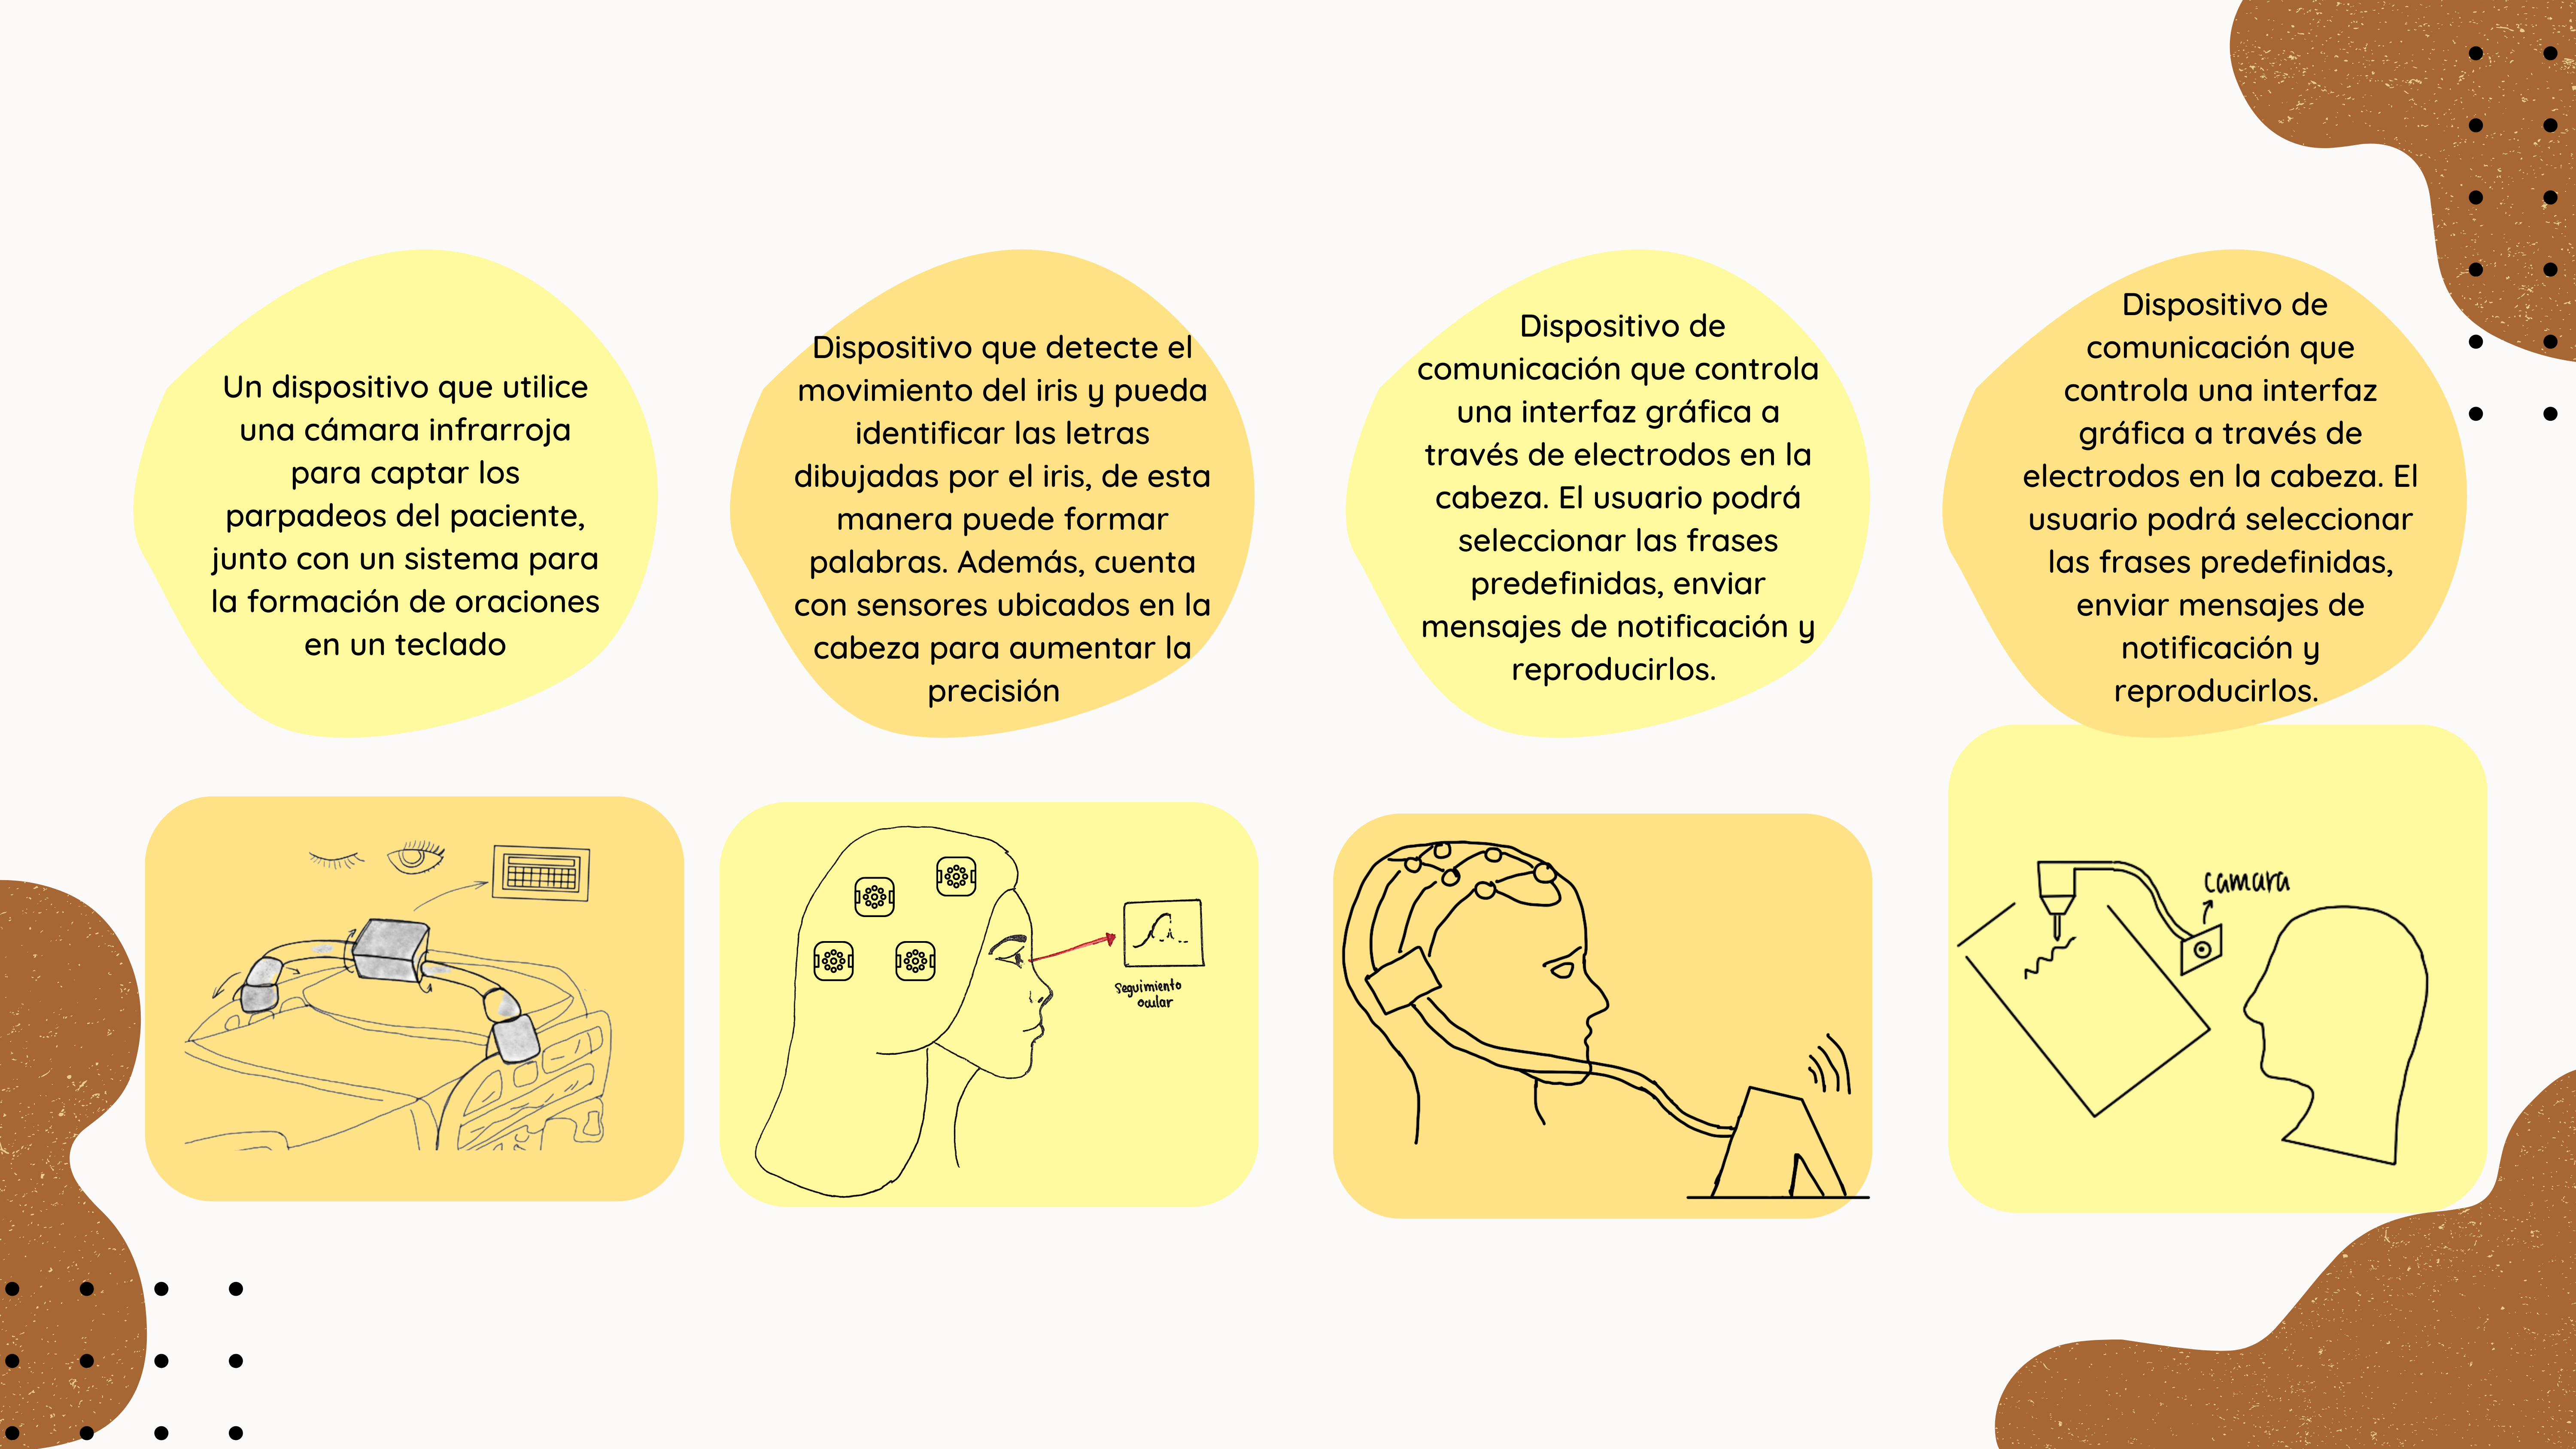 Un dispositivo que utilice
una cámara infrarroja
para captar los
parpadeos del paciente,
junto con un sistema para
la formación de oraciones
en un teclado
Dispositivo que detecte el
movimiento del iris y pueda
identificar las letras
dibujadas por el iris, de esta
manera puede formar
palabras. Además, cuenta
con sensores ubicados en la
cabeza para aumentar la
precisión
Dispositivo de
comunicación que controla
una interfaz gráfica a
través de electrodos en la
cabeza. El usuario podrá
seleccionar las frases
predefinidas, enviar
mensajes de notificación y
reproducirlos.
Dispositivo de
comunicación que
controla una interfaz
gráfica a través de
electrodos en la cabeza. El
usuario podrá seleccionar
las frases predefinidas,
enviar mensajes de
notificación y
reproducirlos.
Seguimiento
ocular
camara